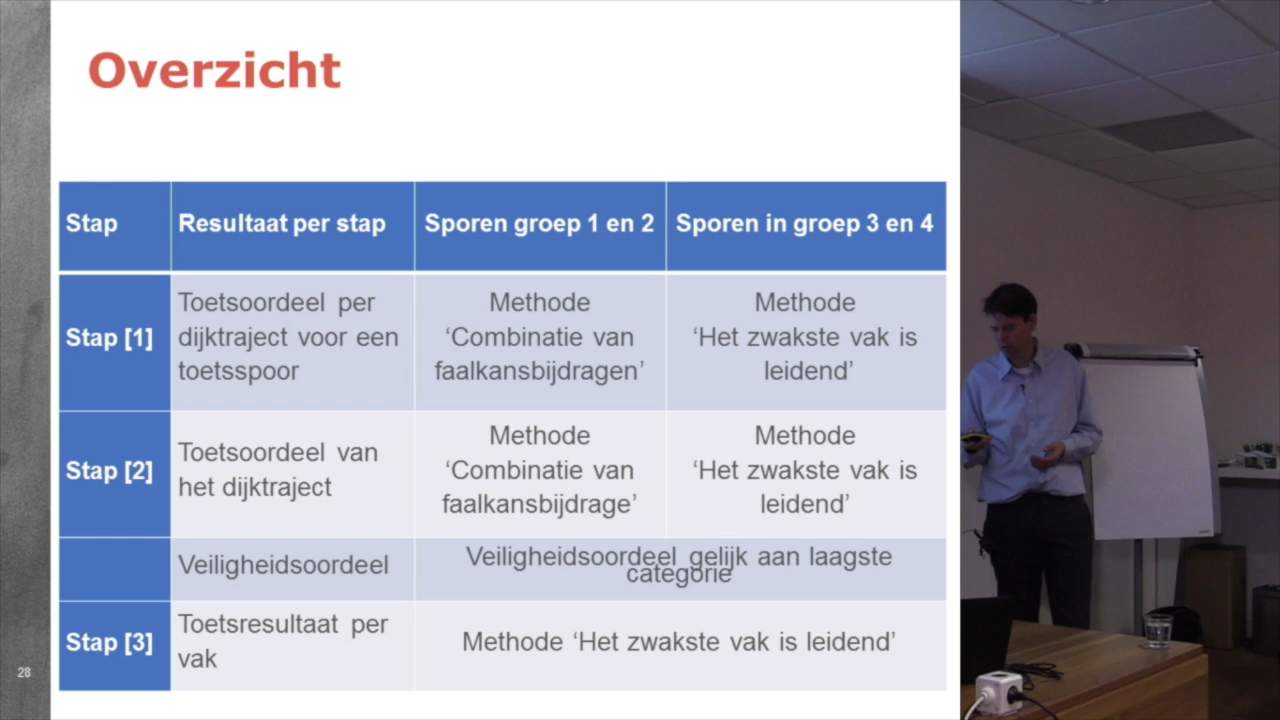 Overzicht
Stap
Resultaat per stap
Sporen groep 1 en 2
Sporen in groep 3 en 4
Stap [1]
Toetsoordeel per
dijktraject voor een
toetsspoor
Methode
‘Combinatie van
faalkansbijdragen’
Methode
‘Het zwakste vak is
leidend’
Stap [2]
Toetsoordeel van
het dijktraject
Methode
‘Combinatie van
faalkansbijdrage’
Methode
‘Het zwakste vak is
leidend’
Veiligheidsoordeel
Veiligheidsoordeel gelijk aan laagste
categorie
Stap [3]
Toetsresultaat per
vak
Methode ‘Het zwakste vak is leidend’
28